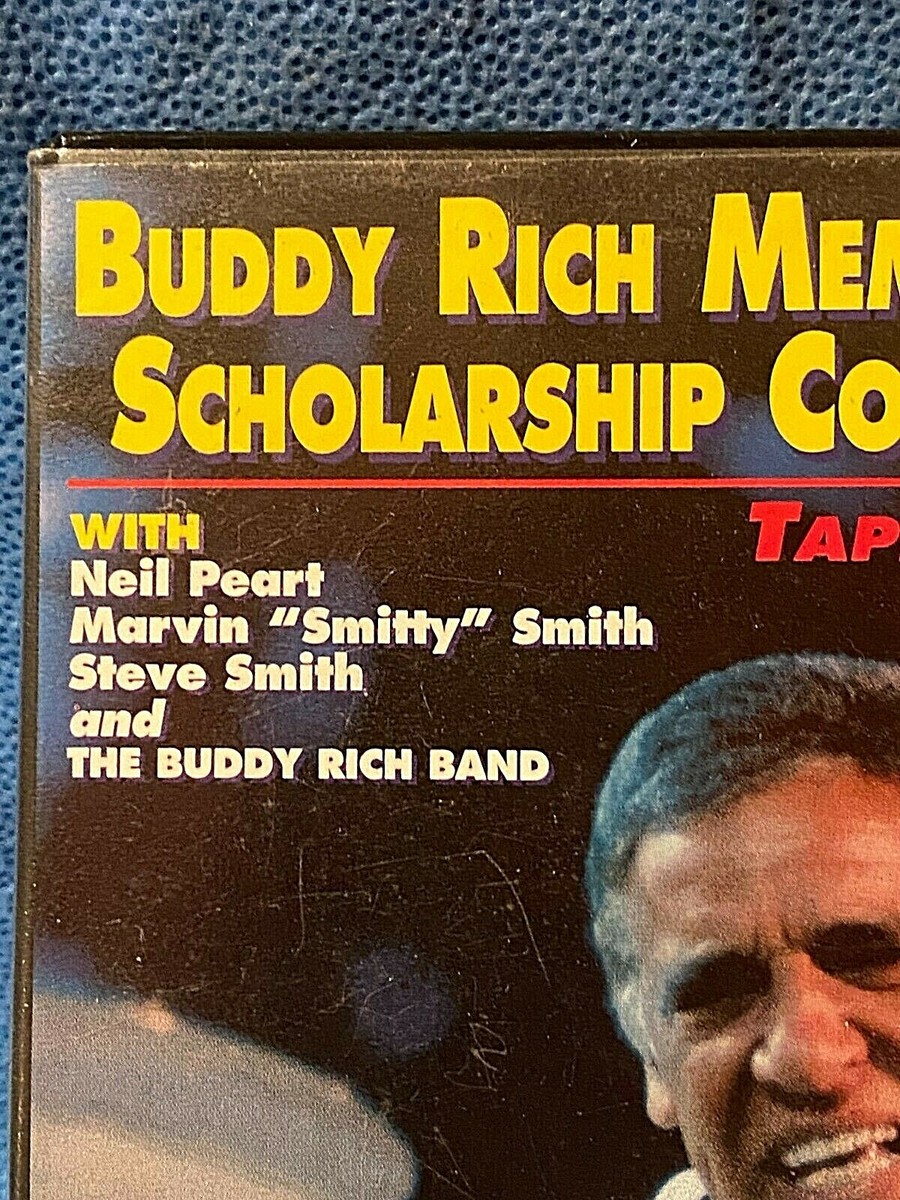 BUDDY RICH MEM
SCHOLARSHIP CO
WITH
TAP
Neil Peart
Marvin "Smitty" Smith
Steve Smith
and
THE BUDDY RICH BAND